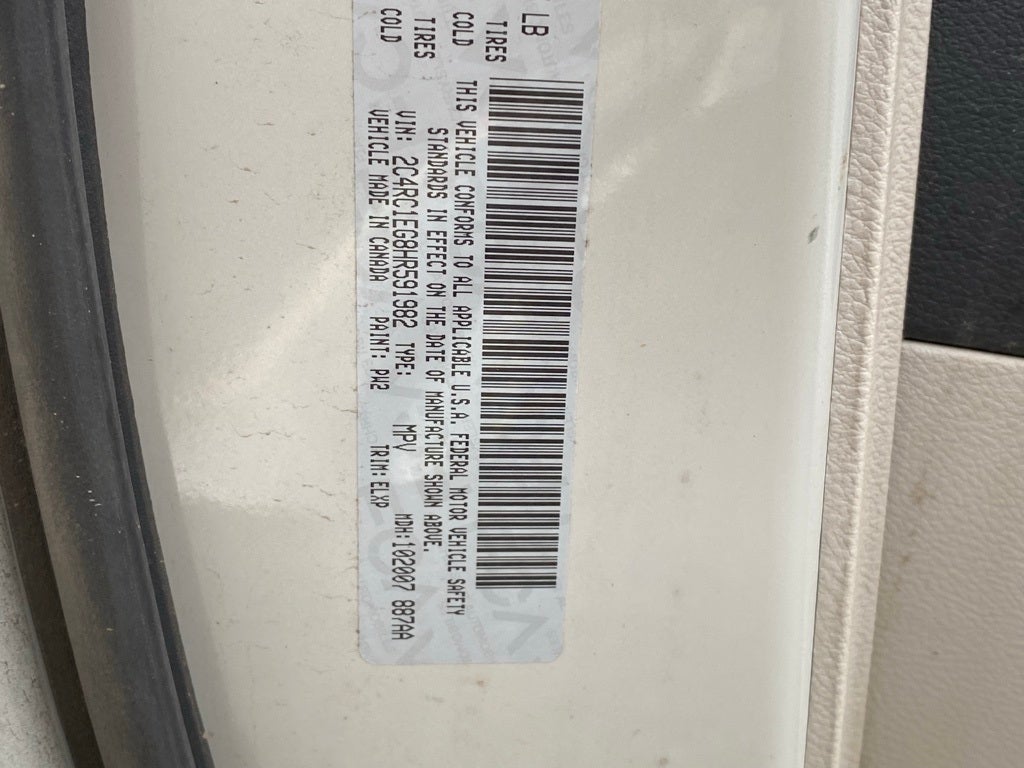 LB
TIRES COLD
TIRES COLD
THIS VEHICLE CONFORMS TO ALL APPLICABLE U.S.A. FEDERAL MOTOR VEHICLE SAFETY
STANDARDS IN EFFECT ON THE DATE OF MANUFACTURE SHOWN ABOVE.
VIN: 2C4RC1EG8HR591982 TYPE: MPV MDH:102007 887AA
VEHICLE MADE IN CANADA PAINT: PW2 TRIM: ELXP